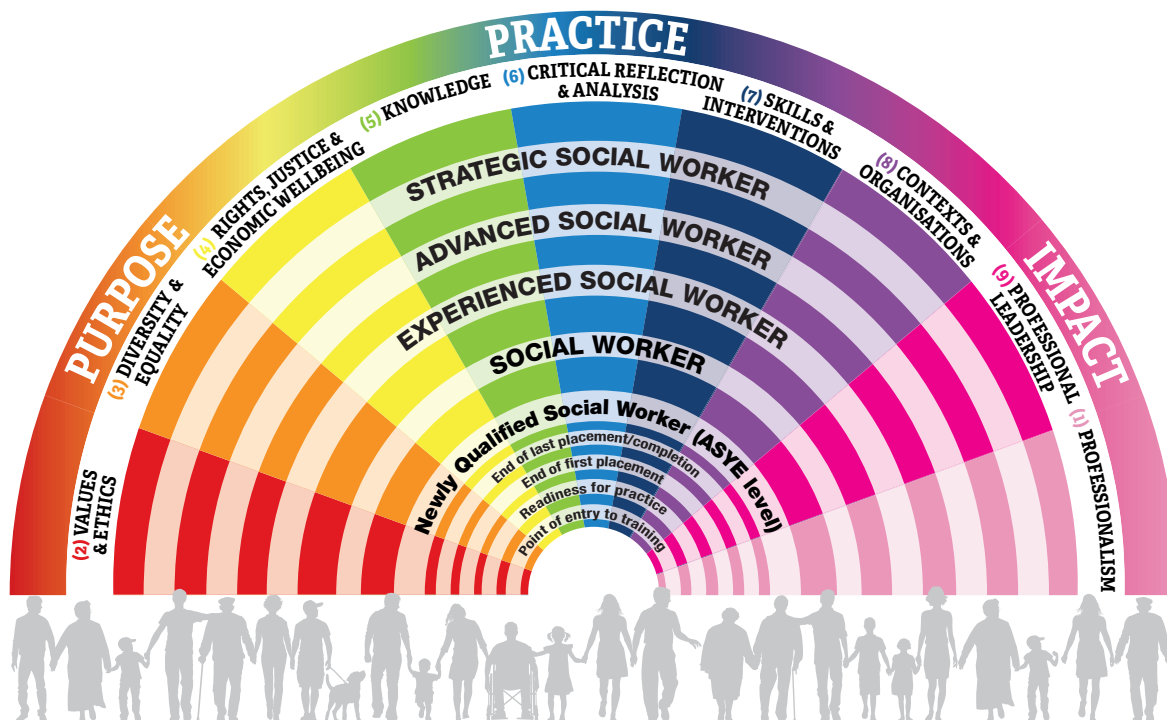 PRACTICE
PURPOSE
IMPACT
(2) VALUES
& ETHICS
(3) DIVERSITY &
EQUALITY
(4) RIGHTS, JUSTICE &
ECONOMIC WELLBEING
(5) KNOWLEDGE
(6) CRITICAL REFLECTION
& ANALYSIS
(7) SKILLS &
INTERVENTIONS
(8) CONTEXTS &
ORGANISATIONS
(9) PROFESSIONAL
LEADERSHIP
(1) PROFESSIONALISM
STRATEGIC SOCIAL WORKER
ADVANCED SOCIAL WORKER
EXPERIENCED SOCIAL WORKER
SOCIAL WORKER
Newly Qualified Social Worker (ASYE level)
End of last placement/completion
End of first placement
Readiness for practice
Point of entry to training